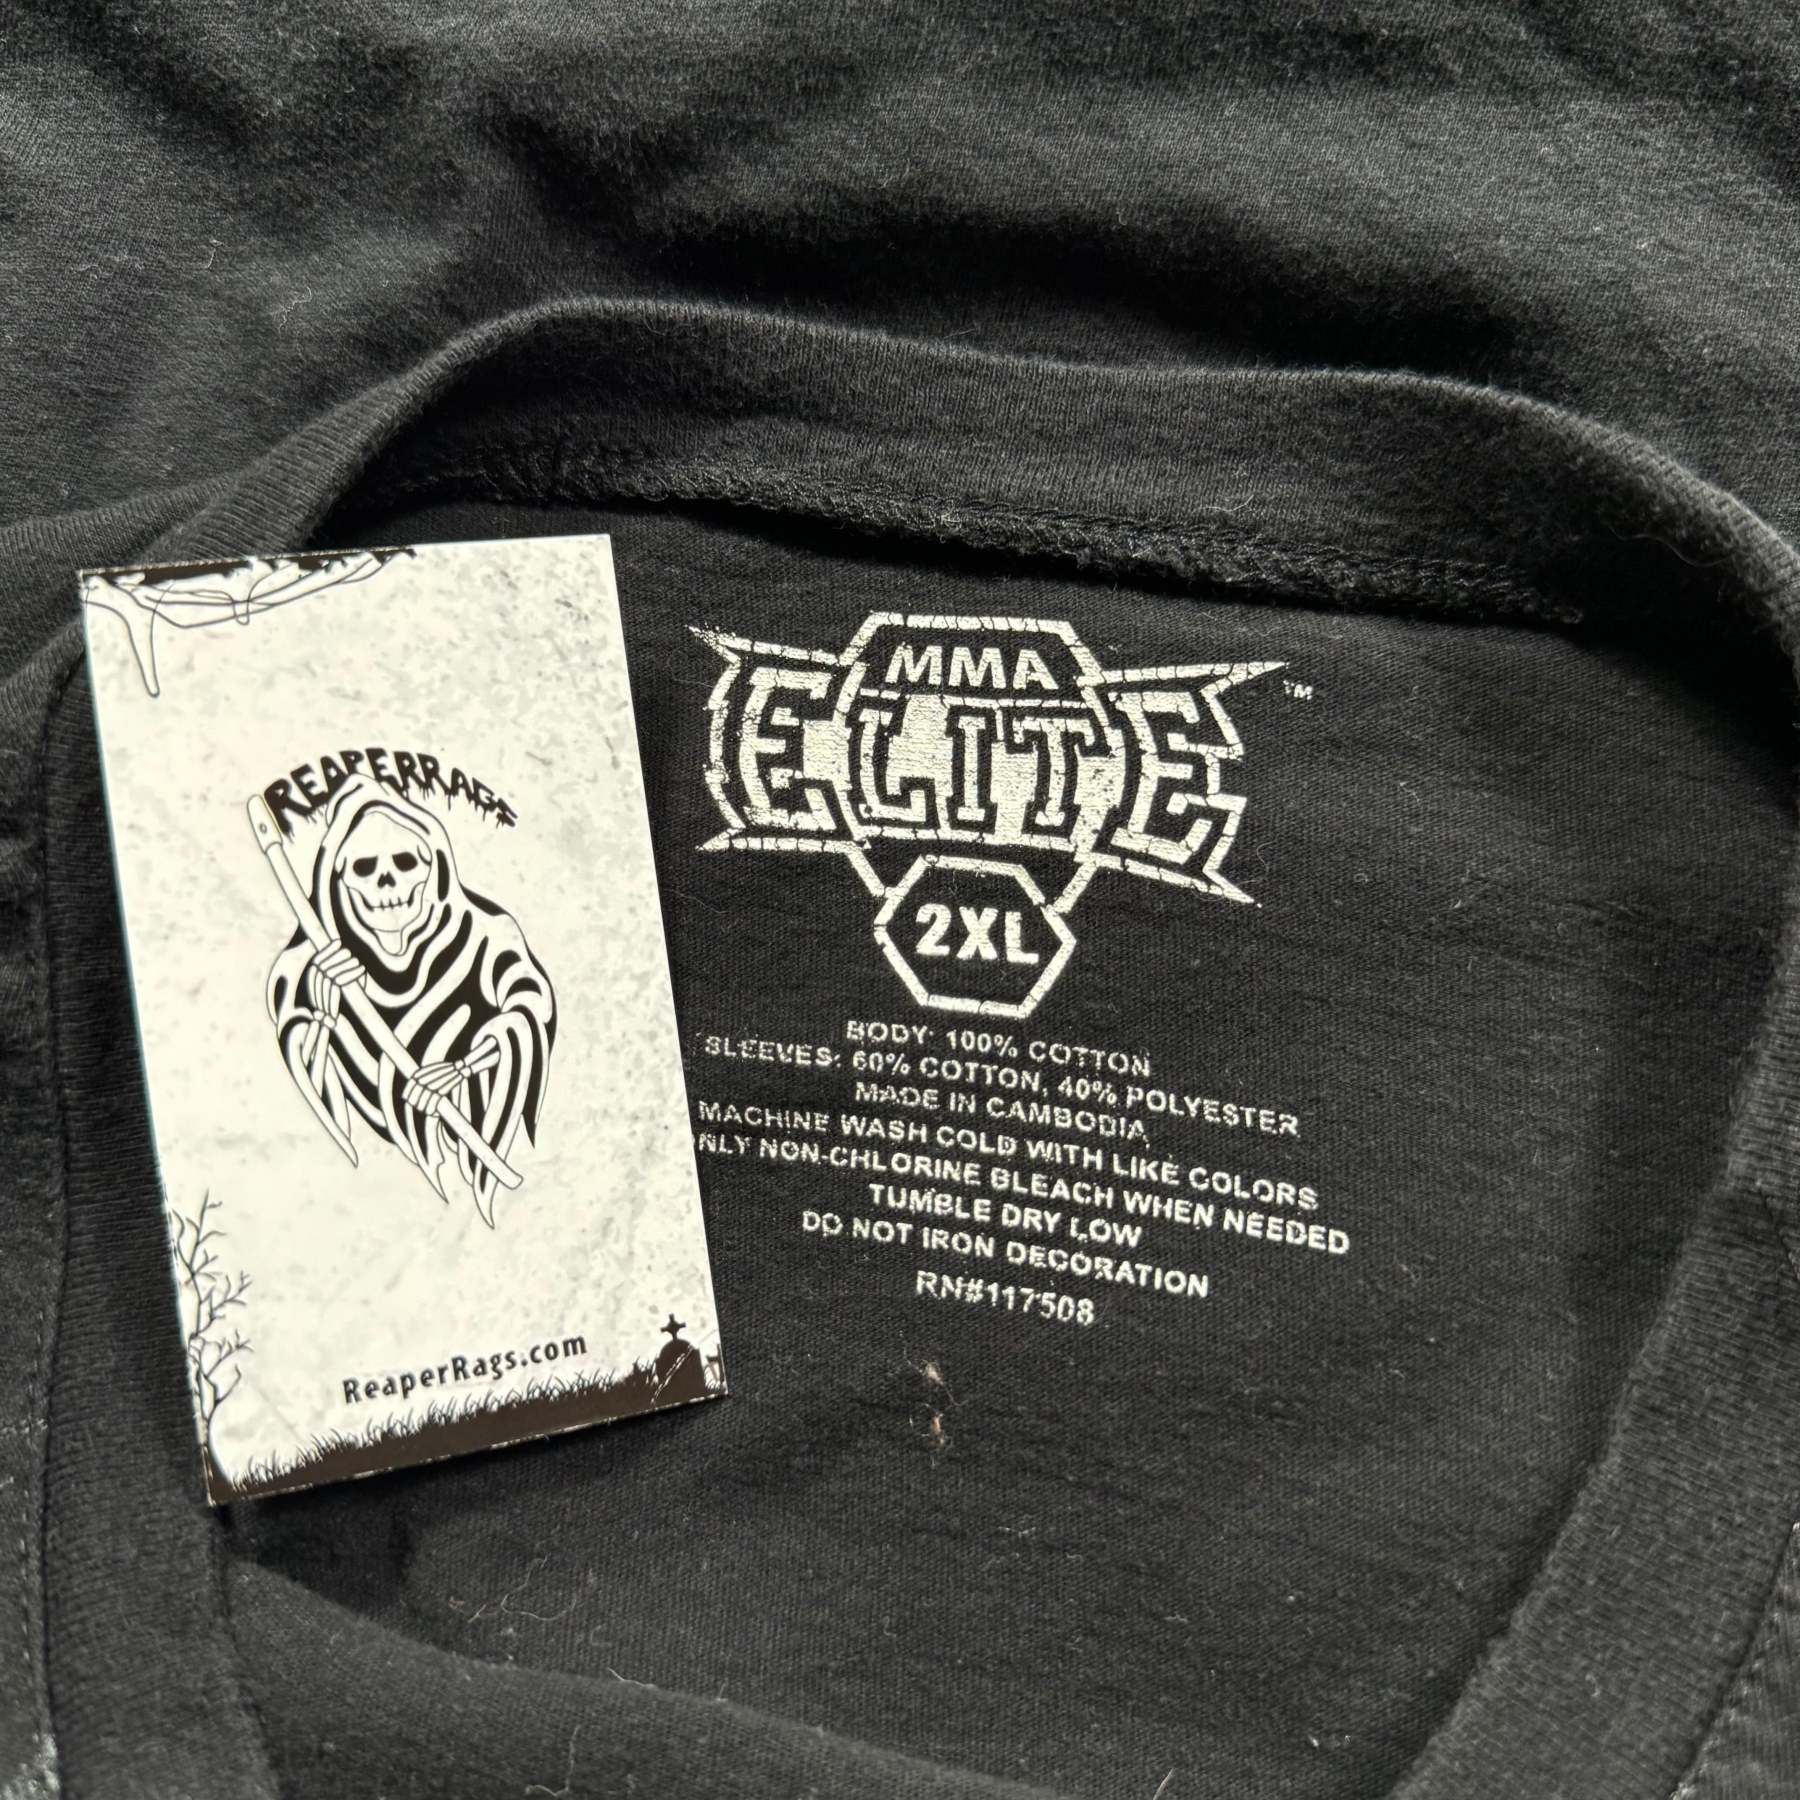 REAPERRAGS
ReaperRags.com
MMA
ELITE
TM
2XL
BODY: 100% COTTON
SLEEVES: 60% COTTON, 40% POLYESTER
MADE IN CAMBODIA
MACHINE WASH COLD WITH LIKE COLORS
NLY NON-CHLORINE BLEACH WHEN NEEDED
TUMBLE DRY LOW
DO NOT IRON DECORATION
RN#117508